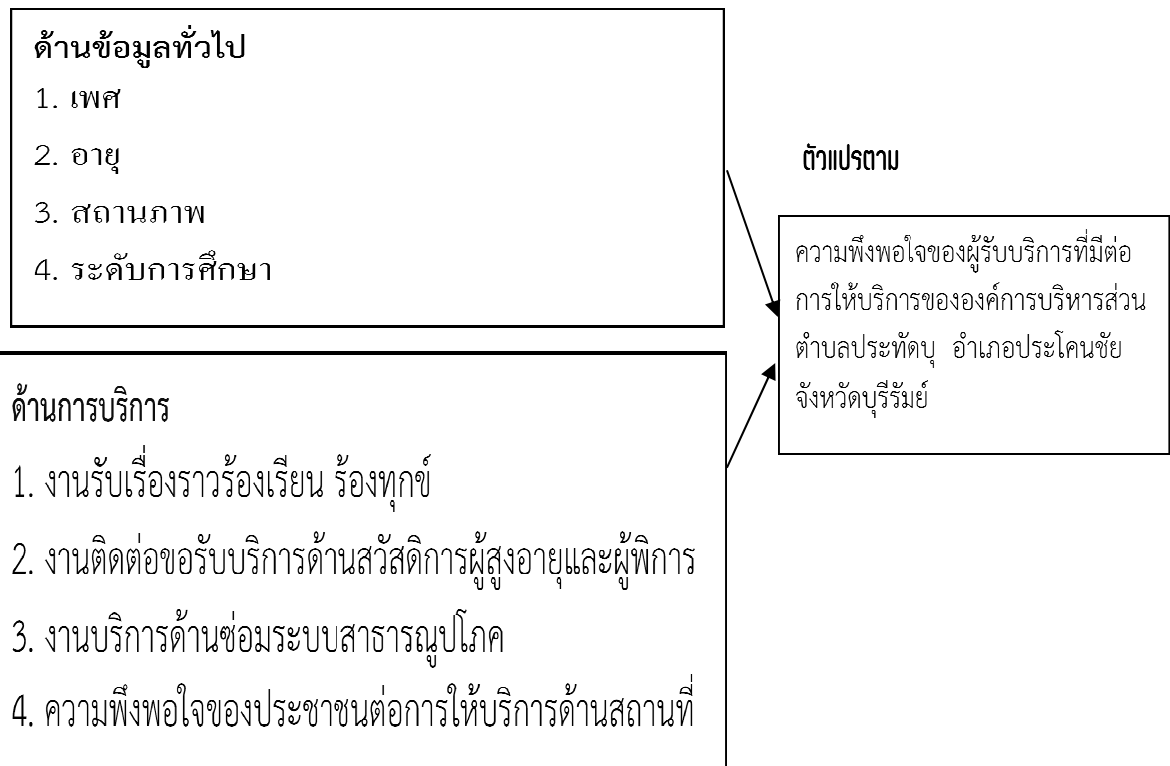 ด้านข้อมูลทั่วไป
1. เพศ
2. อายุ
3. สถานภาพ
4. ระดับการศึกษา
ด้านการบริการ
1. งานรับเรื่องราวร้องเรียน ร้องทุกข์
2. งานติดต่อขอรับบริการด้านสวัสดิการผู้สูงอายุและผู้พิการ
3. งานบริการด้านซ่อมระบบสาธารณูปโภค
4. ความพึงพอใจของประชาชนต่อการให้บริการด้านสถานที่
ตัวแปรตาม
ความพึงพอใจของผู้รับบริการที่มีต่อ
การให้บริการขององค์การบริหารส่วน
ตำบลประทัดบุ อำเภอประโคนชัย
จังหวัดบุรีรัมย์